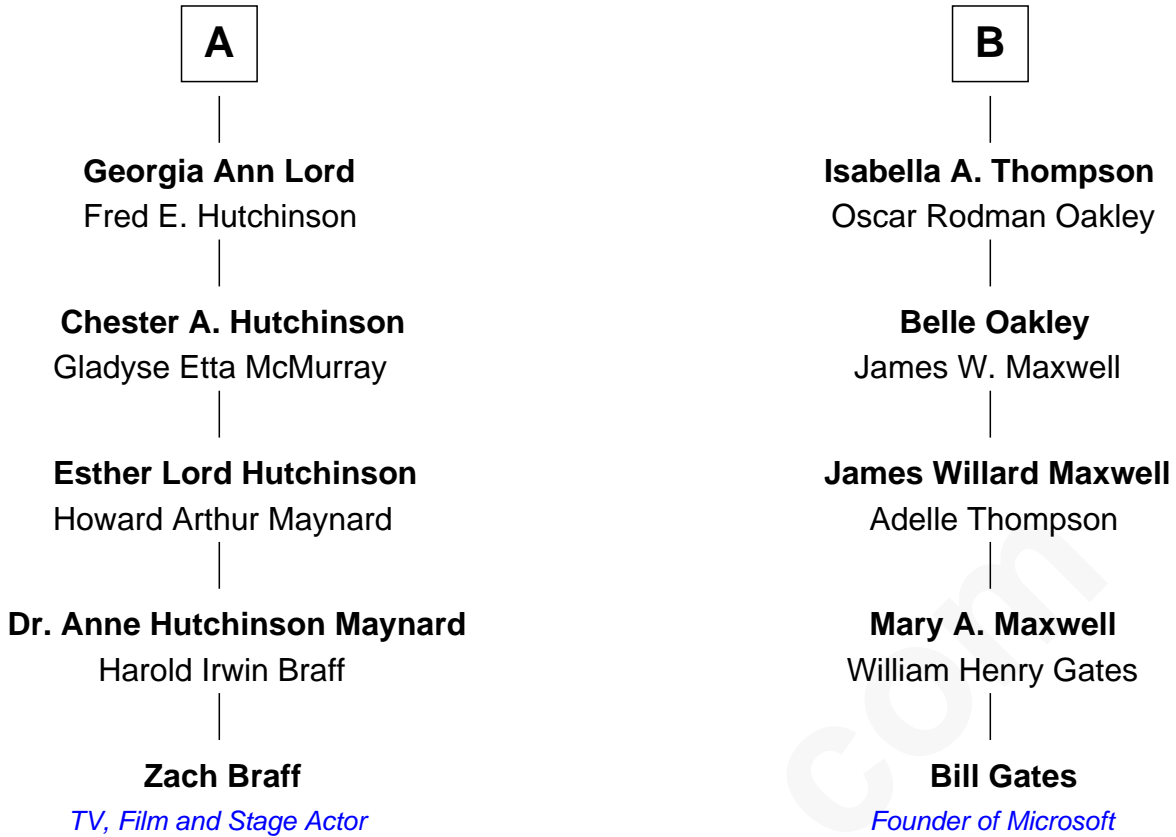 A
B
Georgia Ann Lord
Fred E. Hutchinson
Isabella A. Thompson
Oscar Rodman Oakley
Chester A. Hutchinson
Gladyse Etta McMurray
Belle Oakley
James W. Maxwell
Esther Lord Hutchinson
Howard Arthur Maynard
James Willard Maxwell
Adelle Thompson
Dr. Anne Hutchinson Maynard
Harold Irwin Braff
Mary A. Maxwell
William Henry Gates
Zach Braff
TV, Film and Stage Actor
Bill Gates
Founder of Microsoft
com